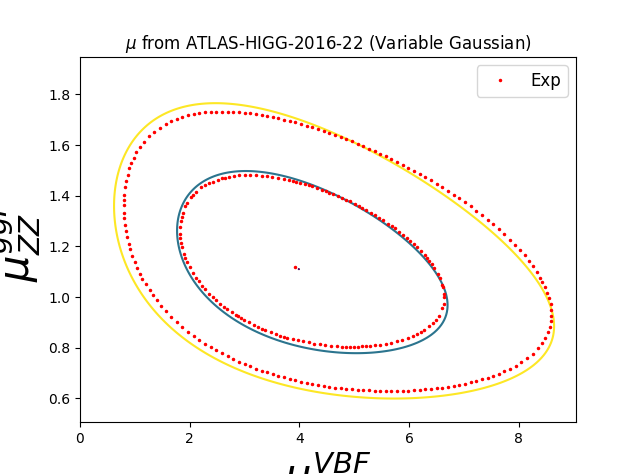 μ from ATLAS-HIGG-2016-22 (Variable Gaussian)
Exp
1.8
1.6
1.4
1.2
1.0
0.8
0.6
μ ggF ZZ
0 2 4 6 8
μ VBF